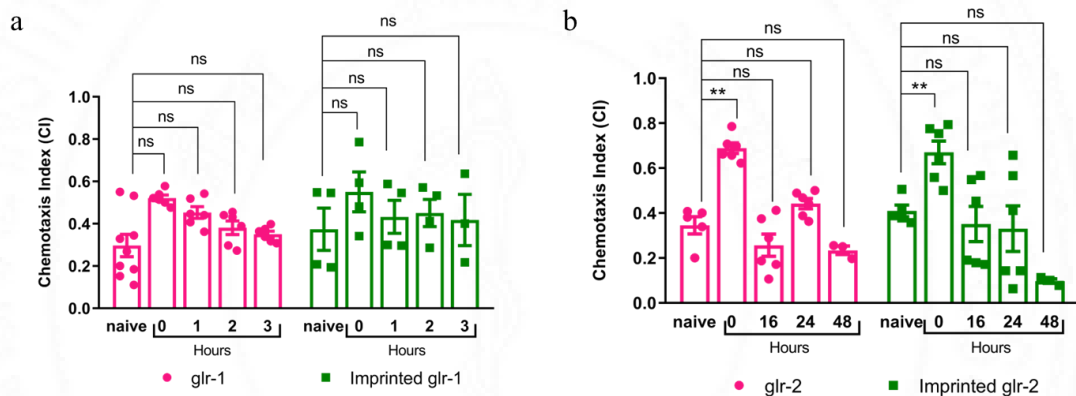 a
ns
ns
ns
ns
ns
ns
ns
ns
Chemotaxis Index (CI)
1.0
0.8
0.6
0.4
0.2
0.0
naive 0 1 2 3 naive 0 1 2 3
Hours Hours
glr-1 Imprinted glr-1
b
ns
ns
ns
**
ns
ns
ns
**
Chemotaxis Index (CI)
1.0
0.8
0.6
0.4
0.2
0.0
naive 0 16 24 48 naive 0 16 24 48
Hours Hours
glr-2 Imprinted glr-2